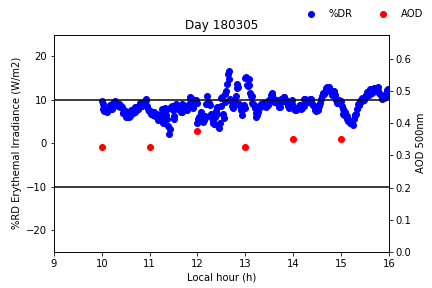 %DR AOD
Day 180305
%RD Erythermal Irradiance (W/m2)
20
10
0
−10
−20
0.6
0.5
0.4
0.3
0.2
0.1
0.0
AOD 500nm
9 10 11 12 13 14 15 16
Local hour (h)